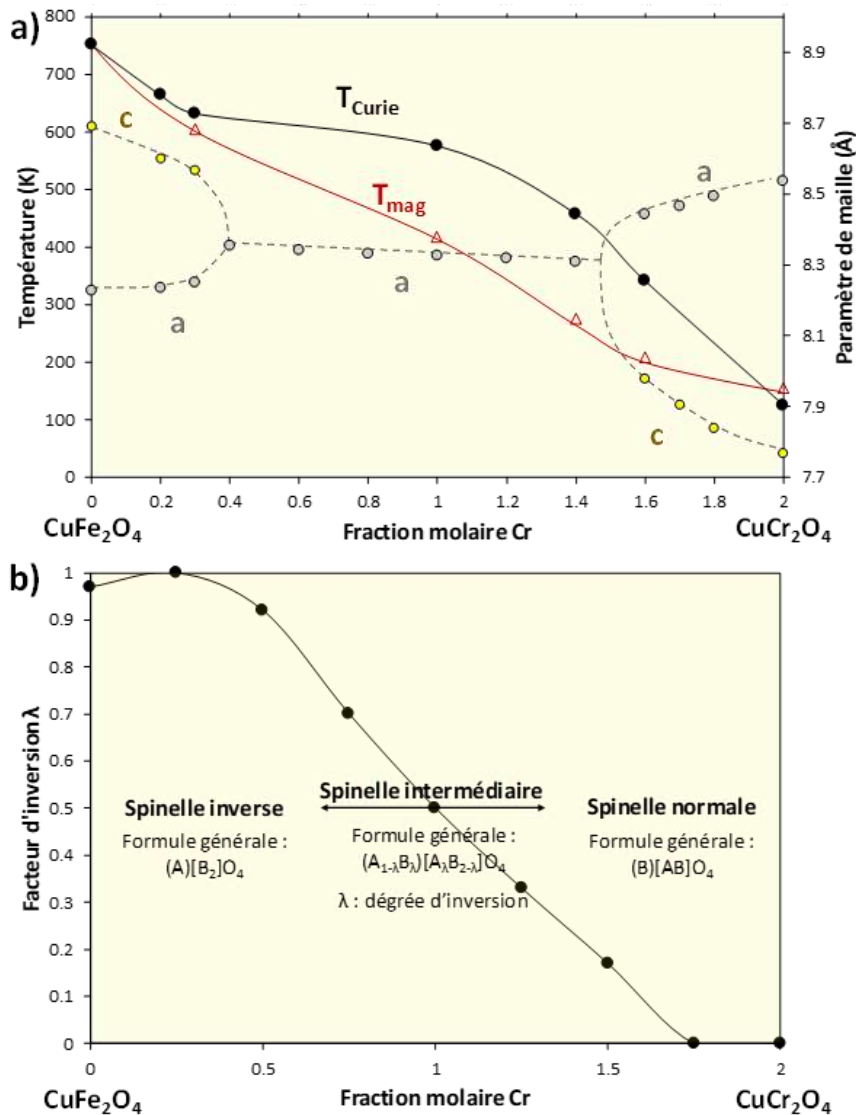 a)
800
700
600
500
400
300
200
100
0
Température (K)
8.9
8.7
8.5
8.3
8.1
7.9
7.7
Paramètre de maille (Å)
c
T_Curie
T_mag
a
a
a
c
0 0.2 0.4 0.6 0.8 1 1.2 1.4 1.6 1.8 2
CuFe₂O₄ Fraction molaire Cr CuCr₂O₄
b)
1
0.9
0.8
0.7
0.6
0.5
0.4
0.3
0.2
0.1
0
Facteur d'inversion λ
Spinelle inverse
Formule générale :
(A)[B₂]O₄
Spinelle intermédiaire
Formule générale :
(A₁₋λBλ)[AλB₂₋λ]O₄
λ : dégrée d'inversion
Spinelle normale
Formule générale :
(B)[AB]O₄
0 0.5 1 1.5 2
CuFe₂O₄ Fraction molaire Cr CuCr₂O₄